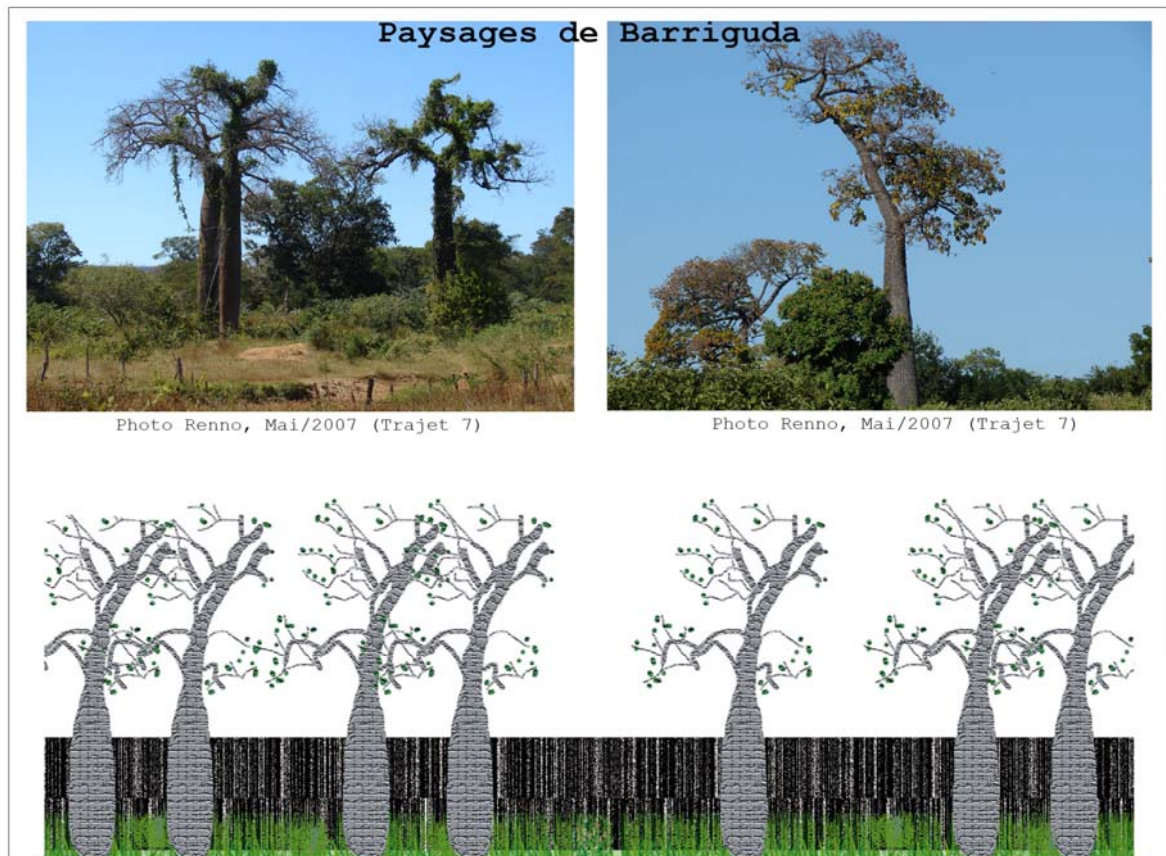 Paysages de Barriguda
Photo Renno, Mai/2007 (Trajet 7)
Photo Renno, Mai/2007 (Trajet 7)